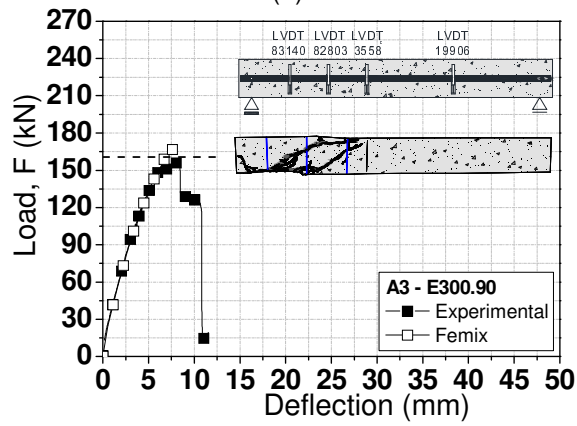 270
240
210
180
150
120
90
60
30
0
Load, F (kN)
LVDT LVDT LVDT LVDT
83140 82803 3558 19906
A3 - E300.90
Experimental
Femix
0 5 10 15 20 25 30 35 40 45 50
Deflection (mm)